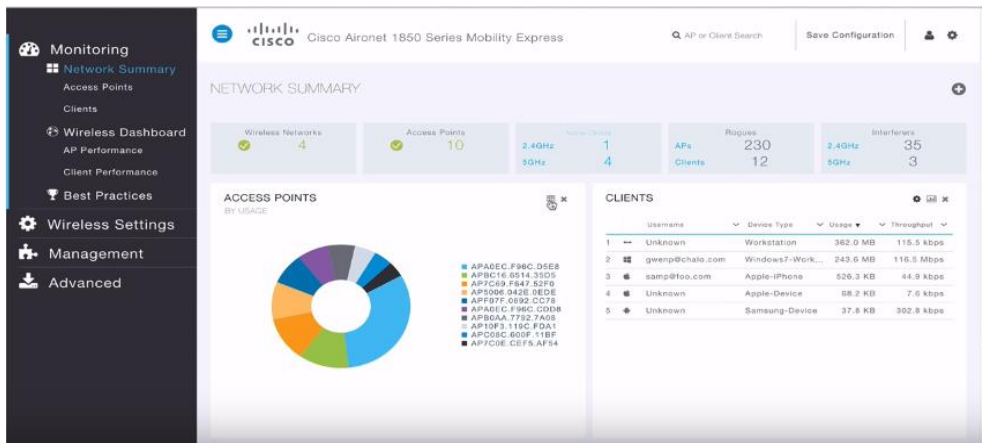 Monitoring
Network Summary
Access Points
Clients
Wireless Dashboard
AP Performance
Client Performance
Best Practices
Wireless Settings
Management
Advanced
CISCO Cisco Aironet 1850 Series Mobility Express
AP or Client Search
Save Configuration
NETWORK SUMMARY
Wireless Networks
4
Access Points
10
2.4GHz 1
5GHz 4
Rogues
APs 230
Clients 12
Interferers
2.4GHz 35
5GHz 3
ACCESS POINTS
BY USAGE
APA0EC.F96C.D5E8
APBC16.6514.35D5
AP7C69.F647.52F0
AP5006.042E.0EDE
APF07F.0692.CC78
APA0EC.F96C.CDD8
APB0AA.7792.7A06
AP10F3.119C.FDA1
APC08C.600F.11BF
AP7C0E.CEF5.AF54
CLIENTS
Username Device Type Usage Throughput
1 Unknown Workstation 362.0 MB 115.5 kbps
2 gwenp@chalo.com Windows7-Work... 243.6 MB 116.5 Mbps
3 samp@foo.com Apple-iPhone 526.3 KB 44.9 kbps
4 Unknown Apple-Device 68.2 KB 7.6 kbps
5 Unknown Samsung-Device 37.8 KB 302.8 kbps